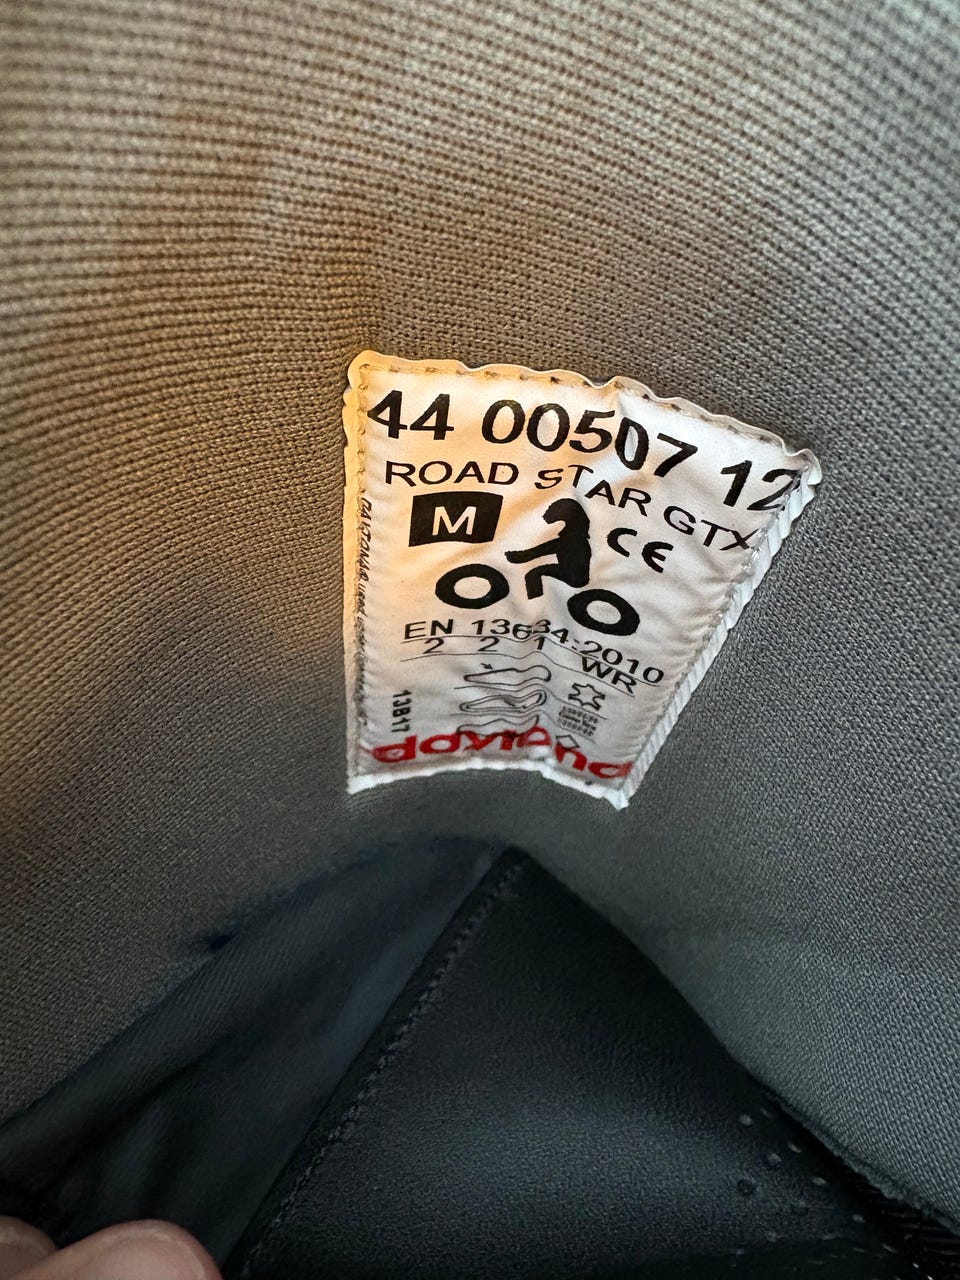 44 00507 12
ROAD STAR GTX
M
CE
EN 13634:2010
2 2 1 WR
13817
daytona